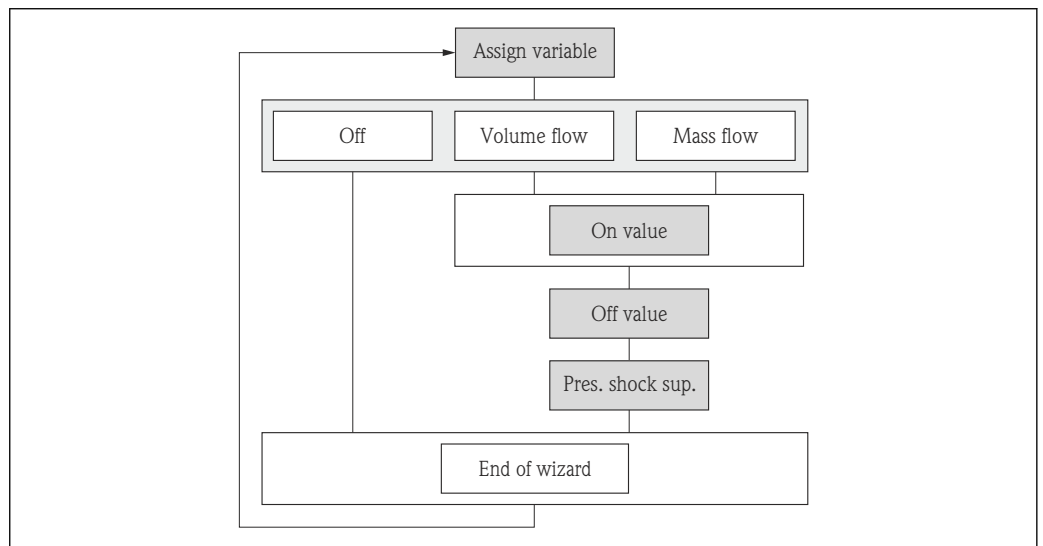 Assign variable
Off
Volume flow
Mass flow
On value
Off value
Pres. shock sup.
End of wizard